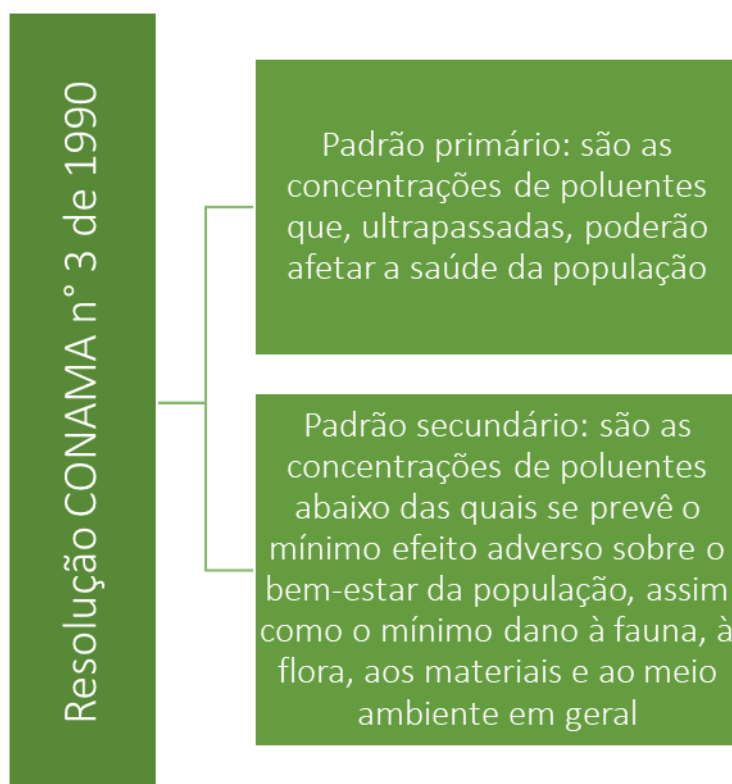 Resolução CONAMA n° 3 de 1990
Padrão primário: são as
concentrações de poluentes
que, ultrapassadas, poderão
afetar a saúde da população
Padrão secundário: são as
concentrações de poluentes
abaixo das quais se prevê o
mínimo efeito adverso sobre o
bem-estar da população, assim
como o mínimo dano à fauna, à
flora, aos materiais e ao meio
ambiente em geral